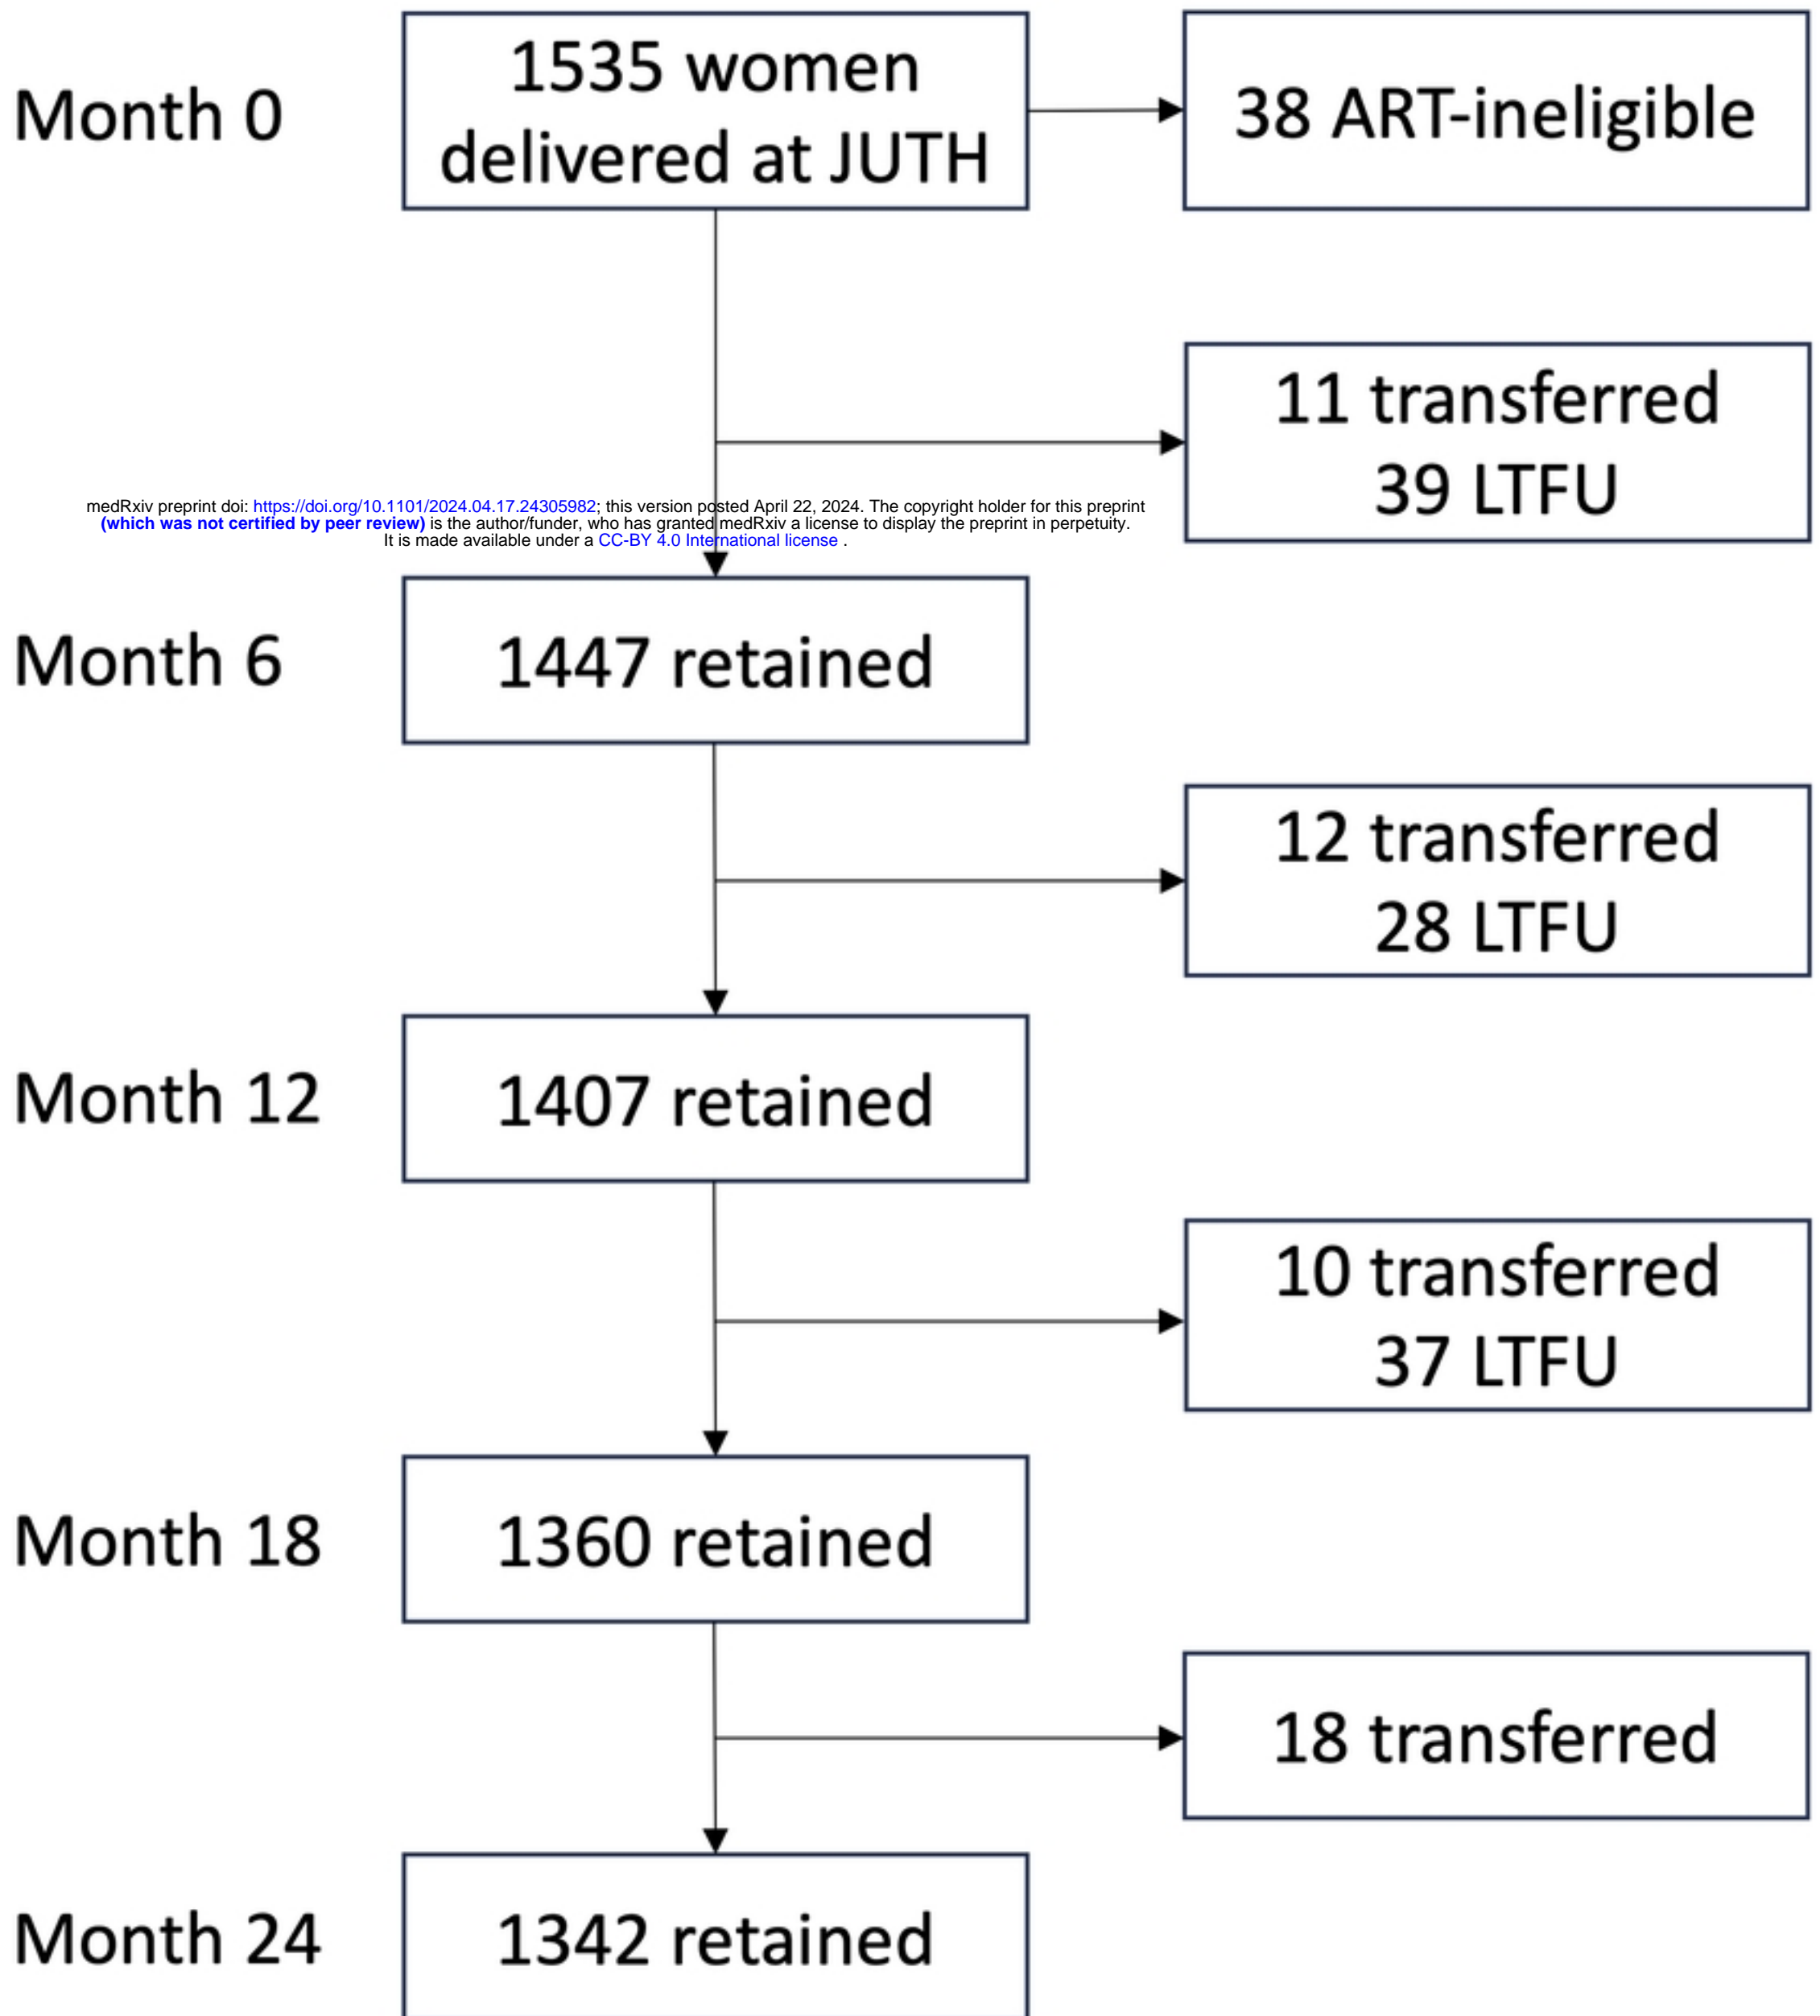 Month 0
1535 women
delivered at JUTH
38 ART-ineligible
11 transferred
39 LTFU
medRxiv preprint doi: https://doi.org/10.1101/2024.04.17.24305982; this version posted April 22, 2024. The copyright holder for this preprint
(which was not certified by peer review) is the author/funder, who has granted medRxiv a license to display the preprint in perpetuity.
It is made available under a CC-BY 4.0 International license .
Month 6
1447 retained
12 transferred
28 LTFU
Month 12
1407 retained
10 transferred
37 LTFU
Month 18
1360 retained
18 transferred
Month 24
1342 retained